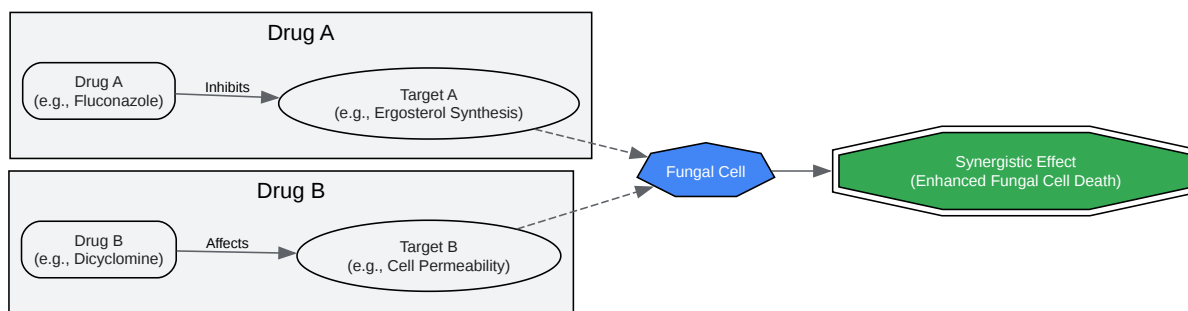 Drug A
Drug A
(e.g., Fluconazole)
Inhibits
Target A
(e.g., Ergosterol Synthesis)
Drug B
Drug B
(e.g., Dicyclomine)
Affects
Target B
(e.g., Cell Permeability)
Fungal Cell
Synergistic Effect
(Enhanced Fungal Cell Death)